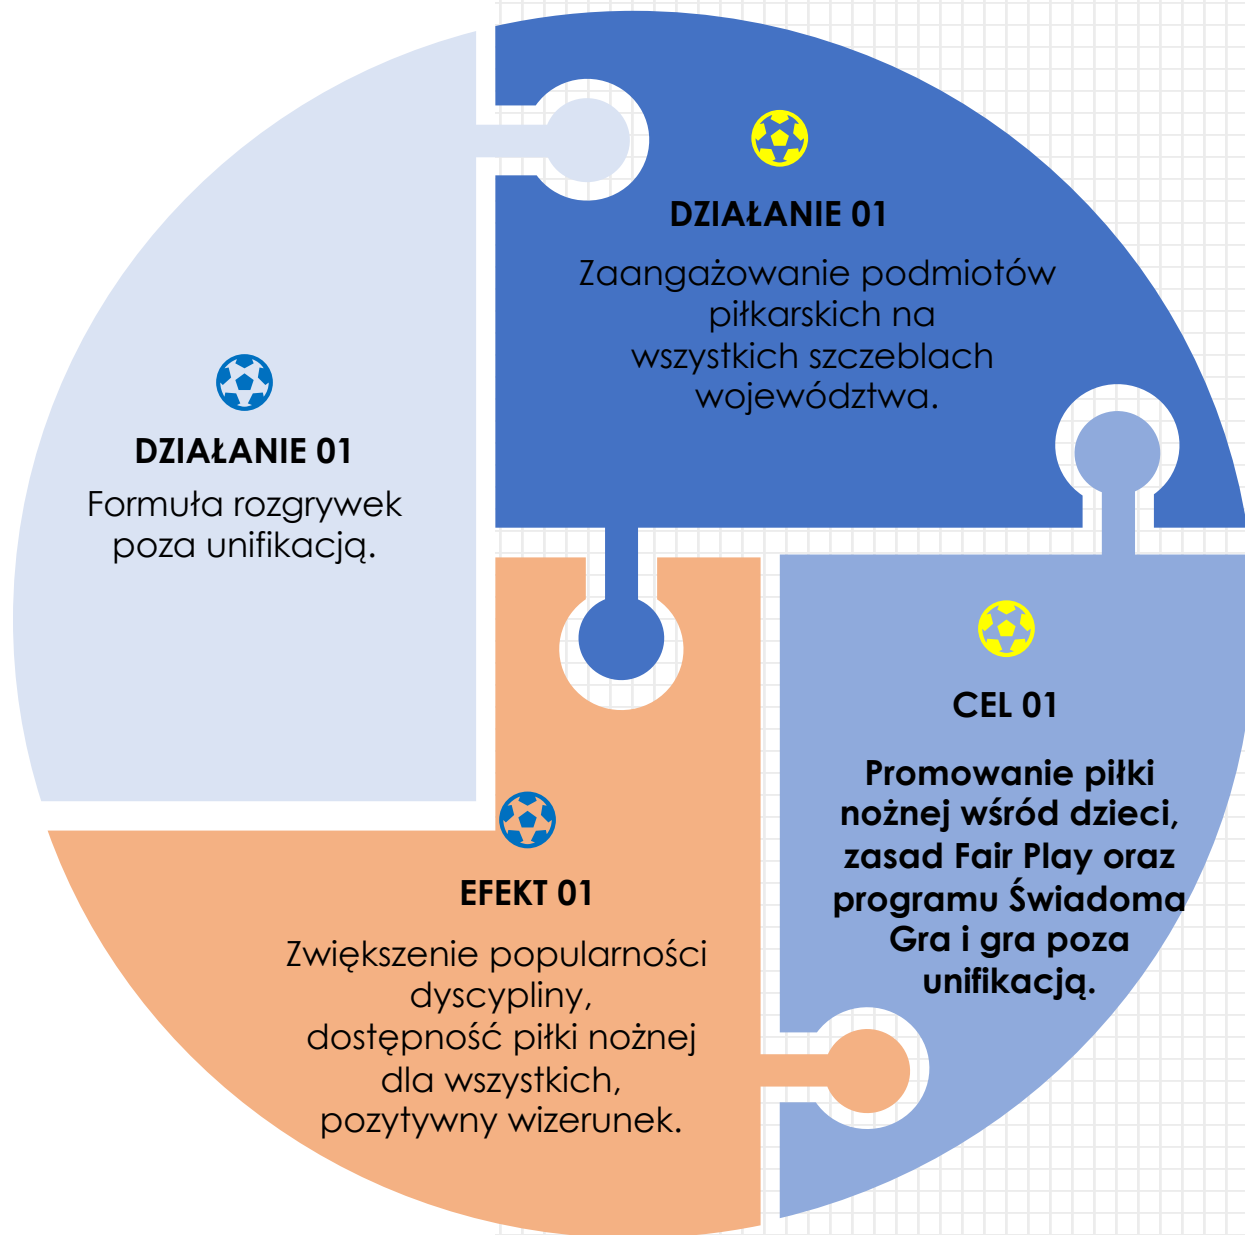 DZIAŁANIE 01
Zaangażowanie podmiotów
piłkarskich na
wszystkich szczeblach
województwa.
DZIAŁANIE 01
Formuła rozgrywek
poza unifikacją.
CEL 01
Promowanie piłki
nożnej wśród dzieci,
zasad Fair Play oraz
programu Świadoma
Gra i gra poza
unifikacją.
EFEKT 01
Zwiększenie popularności
dyscypliny,
dostępność piłki nożnej
dla wszystkich,
pozytywny wizerunek.